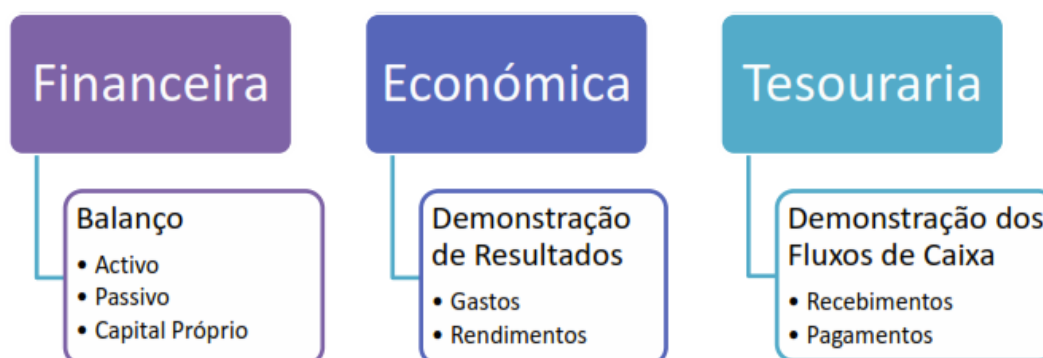 Financeira
Balanço
• Activo
• Passivo
• Capital Próprio
Económica
Demonstração
de Resultados
• Gastos
• Rendimentos
Tesouraria
Demonstração dos
Fluxos de Caixa
• Recebimentos
• Pagamentos